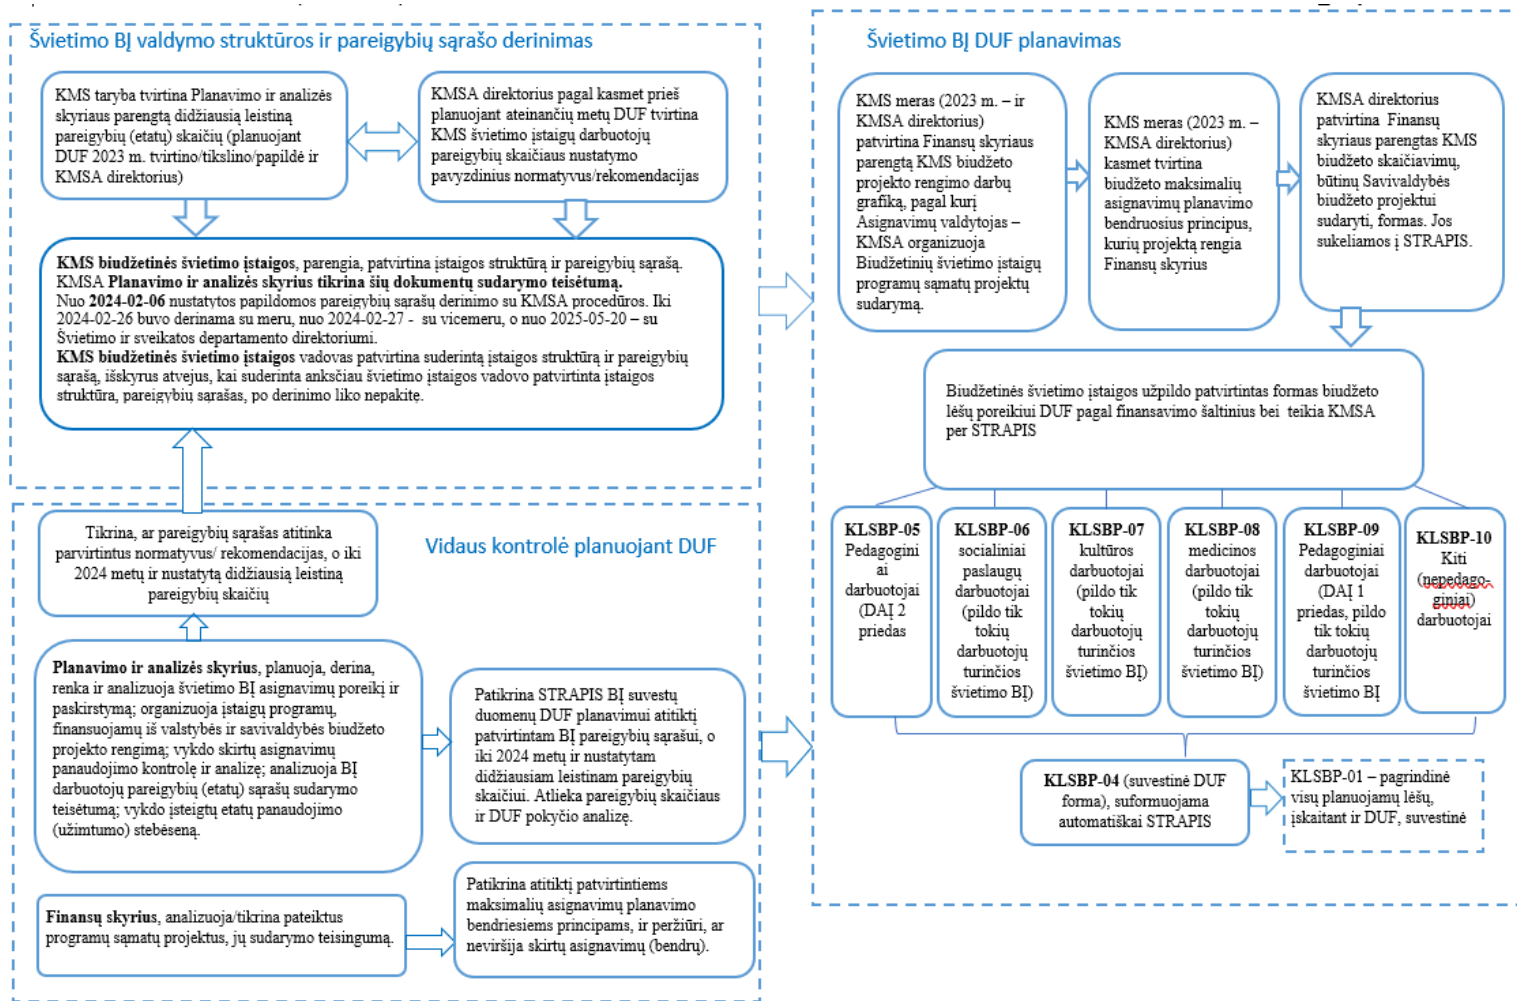 Švietimo BĮ valdymo struktūros ir pareigybių sąrašo derinimas
KMS taryba tvirtina Planavimo ir analizės
skyriaus parengtą didžiausią leistiną
pareigybių (etatų) skaičių (planuojant
DUF 2023 m. tvirtino/tikslino/papildė ir
KMSA direktorius)
KMSA direktorius pagal kasmet prieš
planuojant ateinančių metų DUF tvirtina
KMS švietimo įstaigų darbuotojų
pareigybių skaičiaus nustatymo
pavyzdinius normatyvus/rekomendacijas
KMS biudžetinės švietimo įstaigos, parengia, patvirtina įstaigos struktūrą ir pareigybių sąrašą.
KMSA Planavimo ir analizės skyrius tikrina šių dokumentų sudarymo teisėtumą.
Nuo 2024-02-06 nustatytos papildomos pareigybių sąrašų derinimo su KMSA procedūros. Iki
2024-02-26 buvo derinama su meru, nuo 2024-02-27 - su vicemeru, o nuo 2025-05-20 – su
Švietimo ir sveikatos departamento direktoriumi.
KMS biudžetinės švietimo įstaigos vadovas patvirtina suderintą įstaigos struktūrą ir pareigybių
sąrašą, išskyrus atvejus, kai suderinta anksčiau švietimo įstaigos vadovo patvirtinta įstaigos
struktūra, pareigybių sąrašas, po derinimo liko nepakitę.
Vidaus kontrolė planuojant DUF
Tikrina, ar pareigybių sąrašas atitinka
parvirtintus normatyvus/ rekomendacijas, o iki
2024 metų ir nustatytą didžiausią leistiną
pareigybių skaičių
Planavimo ir analizės skyrius, planuoja, derina,
renka ir analizuoja švietimo BĮ asignavimų poreikį ir
paskirstymą; organizuoja įstaigų programų,
finansuojamų iš valstybės ir savivaldybės biudžeto
projekto rengimą; vykdo skirtų asignavimų
panaudojimo kontrolę ir analizę; analizuoja BĮ
darbuotojų pareigybių (etatų) sąrašų sudarymo
teisėtumą; vykdo įsteigtų etatų panaudojimo
(užimtumo) stebėseną.
Patikrina STRAPIS BĮ suvestų
duomenų DUF planavimui atitiktį
patvirtintam BĮ pareigybių sąrašui, o
iki 2024 metų ir nustatytam
didžiausiam leistinam pareigybių
skaičiui. Atlieka pareigybių skaičiaus
ir DUF pokyčio analizę.
Finansų skyrius, analizuoja/tikrina pateiktus
programų sąmatų projektus, jų sudarymo teisingumą.
Patikrina atitiktį patvirtintiems
maksimalių asignavimų planavimo
bendriesiems principams, ir peržiūri, ar
neviršija skirtų asignavimų (bendrų).
Švietimo BĮ DUF planavimas
KMS meras (2023 m. – ir
KMSA direktorius)
patvirtina Finansų skyriaus
parengtą KMS biudžeto
projekto rengimo darbų
grafiką, pagal kurį
Asignavimų valdytojas –
KMSA organizuoja
Biudžetinių švietimo įstaigų
programų sąmatų projektų
sudarymą.
KMS meras (2023 m. –
KMSA direktorius)
kasmet tvirtina
biudžeto maksimalių
asignavimų planavimo
bendruosius principus,
kurių projektą rengia
Finansų skyrius
KMSA direktorius
patvirtina Finansų
skyriaus parengtas KMS
biudžeto skaičiavimų,
būtinų Savivaldybės
biudžeto projektui
sudaryti, formas. Jos
sukeliamos į STRAPIS.
Biudžetinės švietimo įstaigos užpildo patvirtintas formas biudžeto
lėšų poreikiui DUF pagal finansavimo šaltinius bei teikia KMSA
per STRAPIS
KLSBP-05
Pedagogini
ai
darbuotojai
(DAĮ 2
priedas
KLSBP-06
socialiniai
paslaugų
darbuotojai
(pildo tik
tokių
darbuotojų
turinčios
švietimo BĮ)
KLSBP-07
kultūros
darbuotojai
(pildo tik
tokių
darbuotojų
turinčios
švietimo BĮ)
KLSBP-08
medicinos
darbuotojai
(pildo tik
tokių
darbuotojų
turinčios
švietimo BĮ)
KLSBP-09
Pedagoginiai
darbuotojai
(DAĮ 1
priedas, pildo
tik tokių
darbuotojų
turinčios
švietimo BĮ
KLSBP-10
Kiti
(nepedago-
giniai)
darbuotojai
KLSBP-04 (suvestinė DUF
forma), suformuojama
automatiškai STRAPIS
KLSBP-01 – pagrindinė
visų planuojamų lėšų,
įskaitant ir DUF, suvestinė